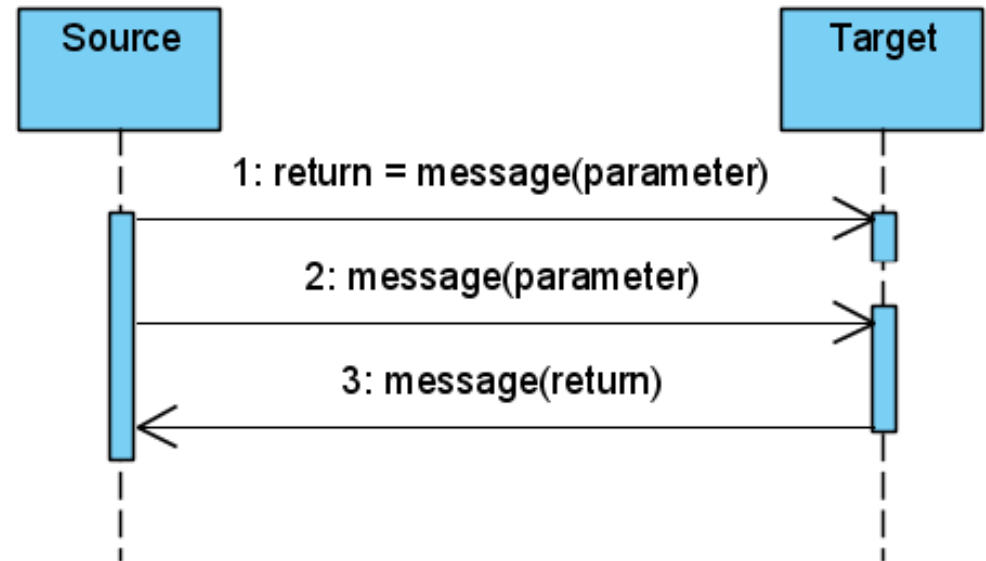 Source
Target
1: return = message(parameter)
2: message(parameter)
3: message(return)